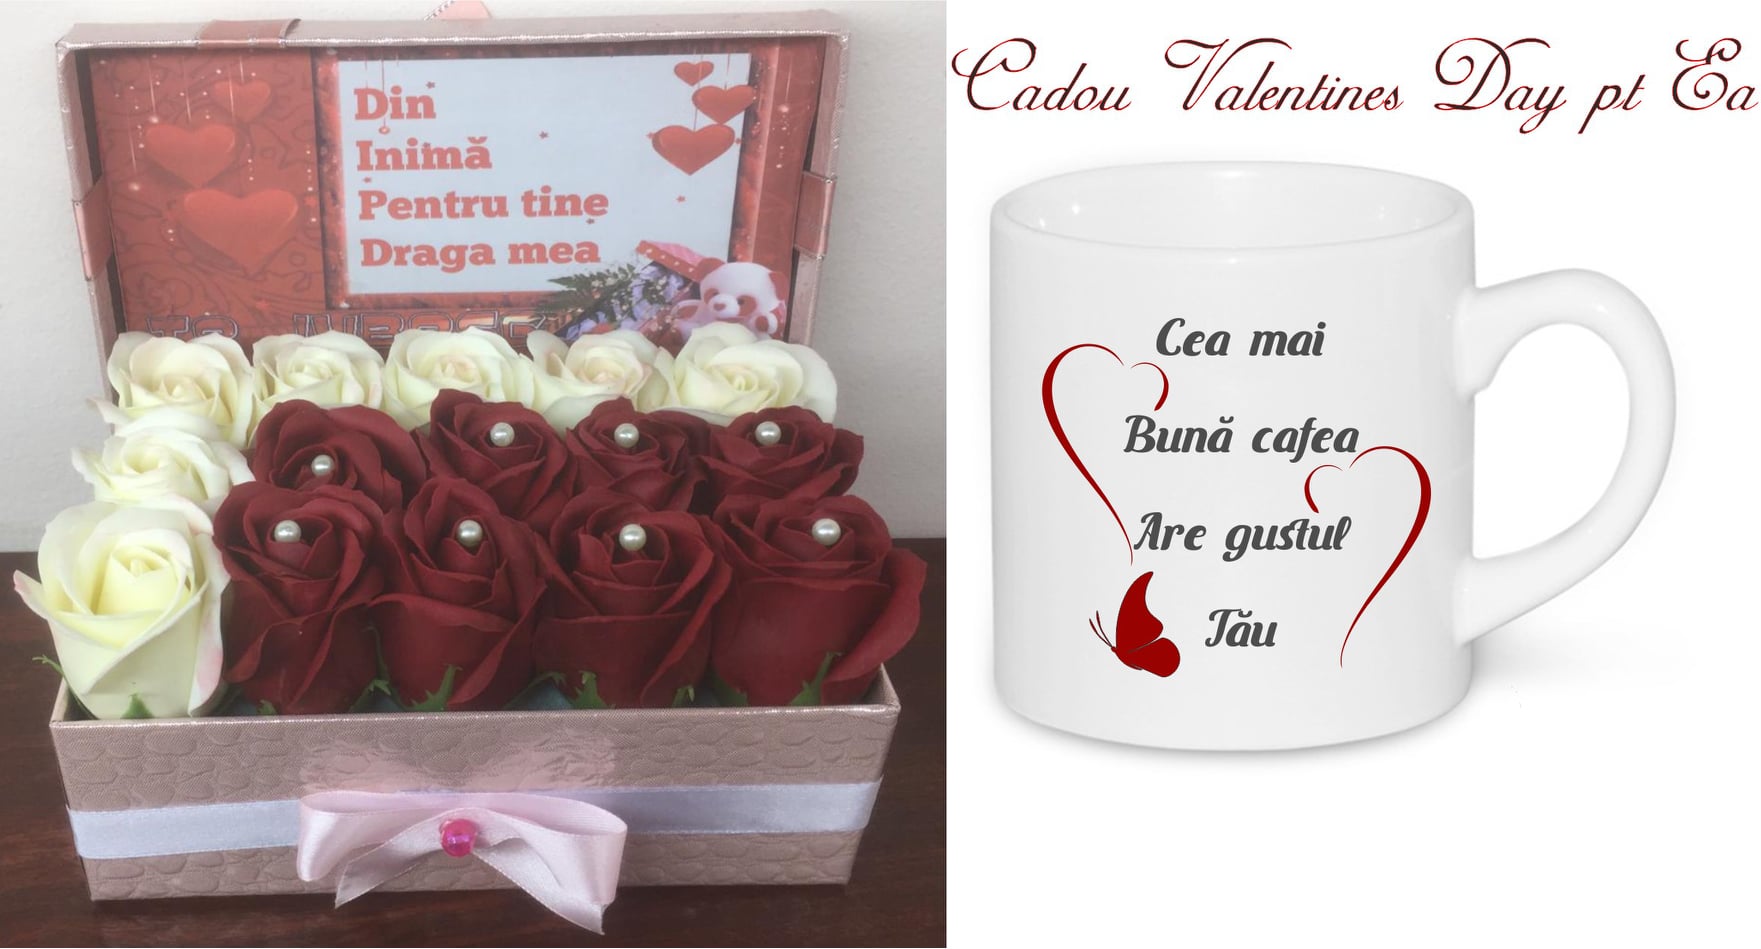 Din
Inimă
Pentru tine
Draga mea
Cadou Valentines Day pt Ea
Cea mai
Bună cafea
Are gustul
Tău